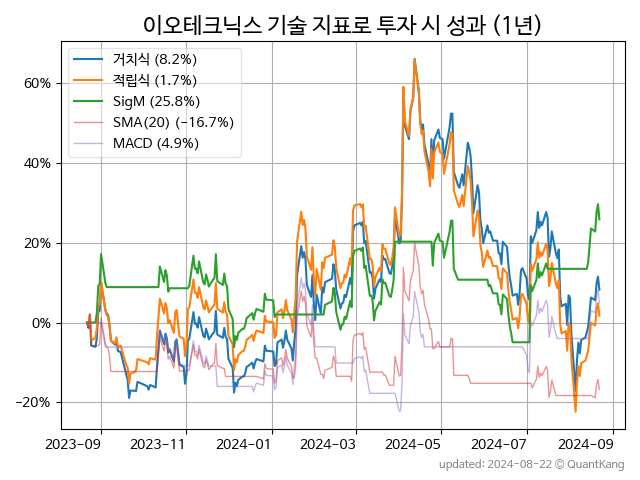 이오테크닉스 기술 지표로 투자 시 성과 (1년)
거치식 (8.2%)
적립식 (1.7%)
SigM (25.8%)
SMA(20) (−16.7%)
MACD (4.9%)
60%
40%
20%
0%
−20%
2023-09 2023-11 2024-01 2024-03 2024-05 2024-07 2024-09
updated: 2024-08-22 © QuantKang